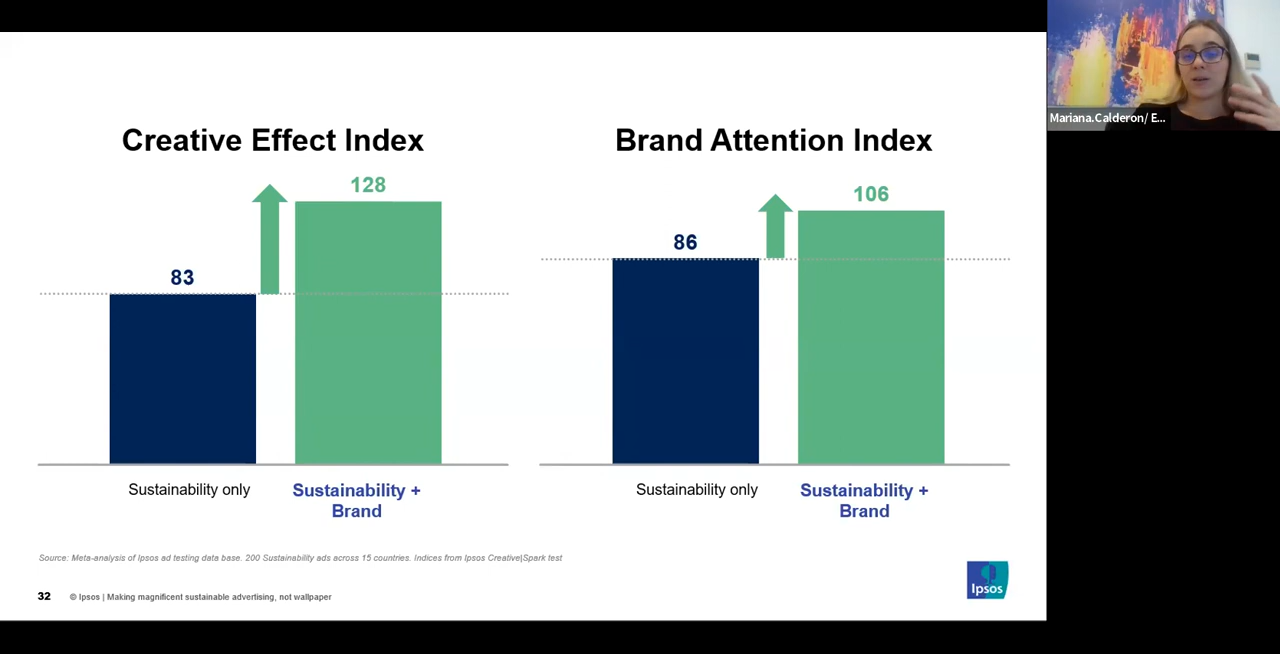 Creative Effect Index
128
83
Sustainability only
Sustainability +
Brand
Brand Attention Index
106
86
Sustainability only
Sustainability +
Brand
Source: Meta-analysis of Ipsos ad testing data base. 200 Sustainability ads across 15 countries. Indices from Ipsos Creative|Spark test
32
© Ipsos | Making magnificent sustainable advertising, not wallpaper
Ipsos
Mariana.Calderon/ E...